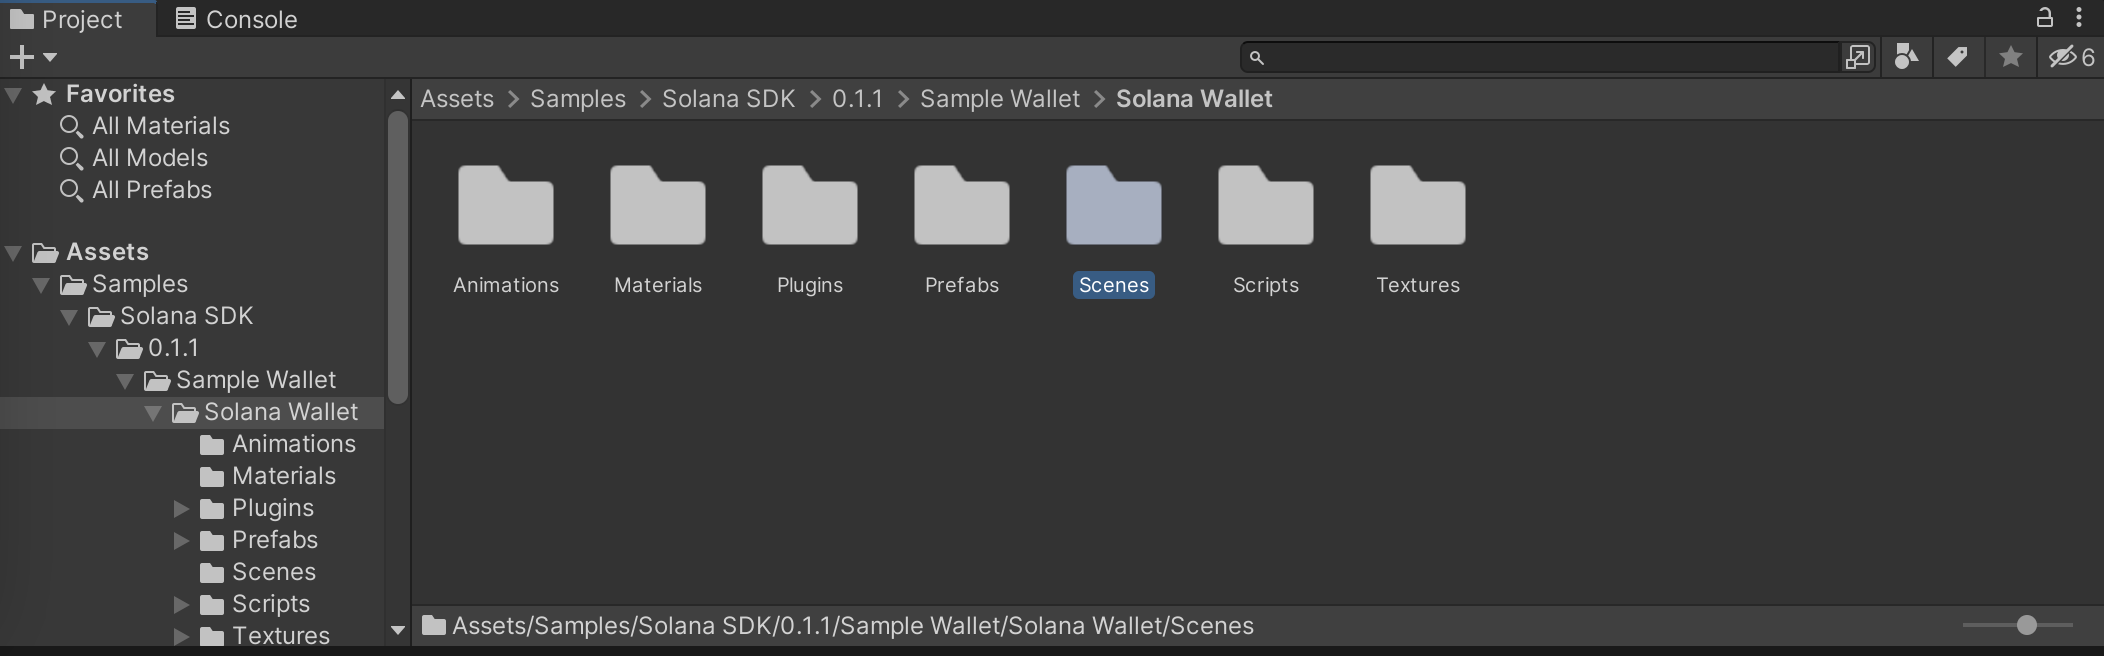 Project
Console
6
Favorites
All Materials
All Models
All Prefabs
Assets
Samples
Solana SDK
0.1.1
Sample Wallet
Solana Wallet
Animations
Materials
Plugins
Prefabs
Scenes
Scripts
Textures
Assets > Samples > Solana SDK > 0.1.1 > Sample Wallet > Solana Wallet
Animations Materials Plugins Prefabs Scenes Scripts Textures
Assets/Samples/Solana SDK/0.1.1/Sample Wallet/Solana Wallet/Scenes